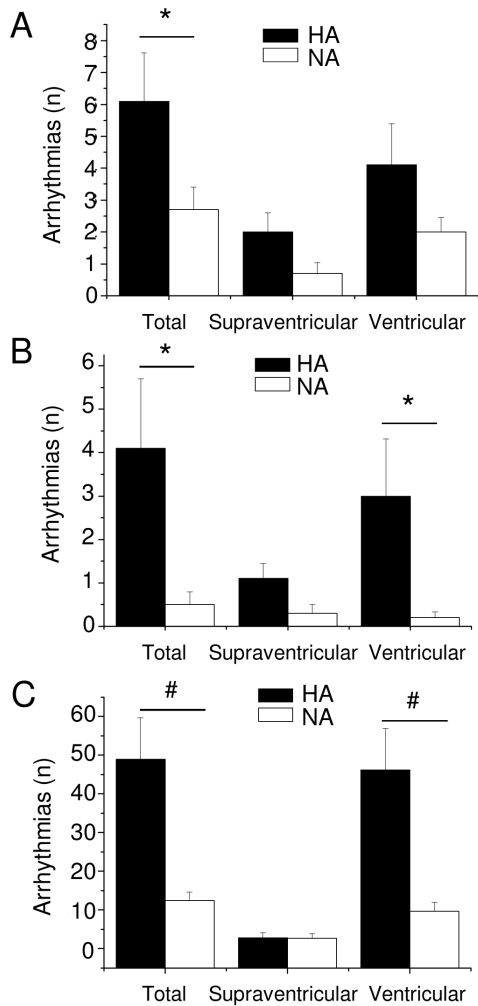 A
*
HA
NA
Arrhythmias (n)
8
7
6
5
4
3
2
1
0
Total Supraventricular Ventricular
B
*
HA
NA
*
Arrhythmias (n)
6
5
4
3
2
1
0
Total Supraventricular Ventricular
C
#
HA
NA
#
Arrhythmias (n)
60
50
40
30
20
10
0
Total Supraventricular Ventricular